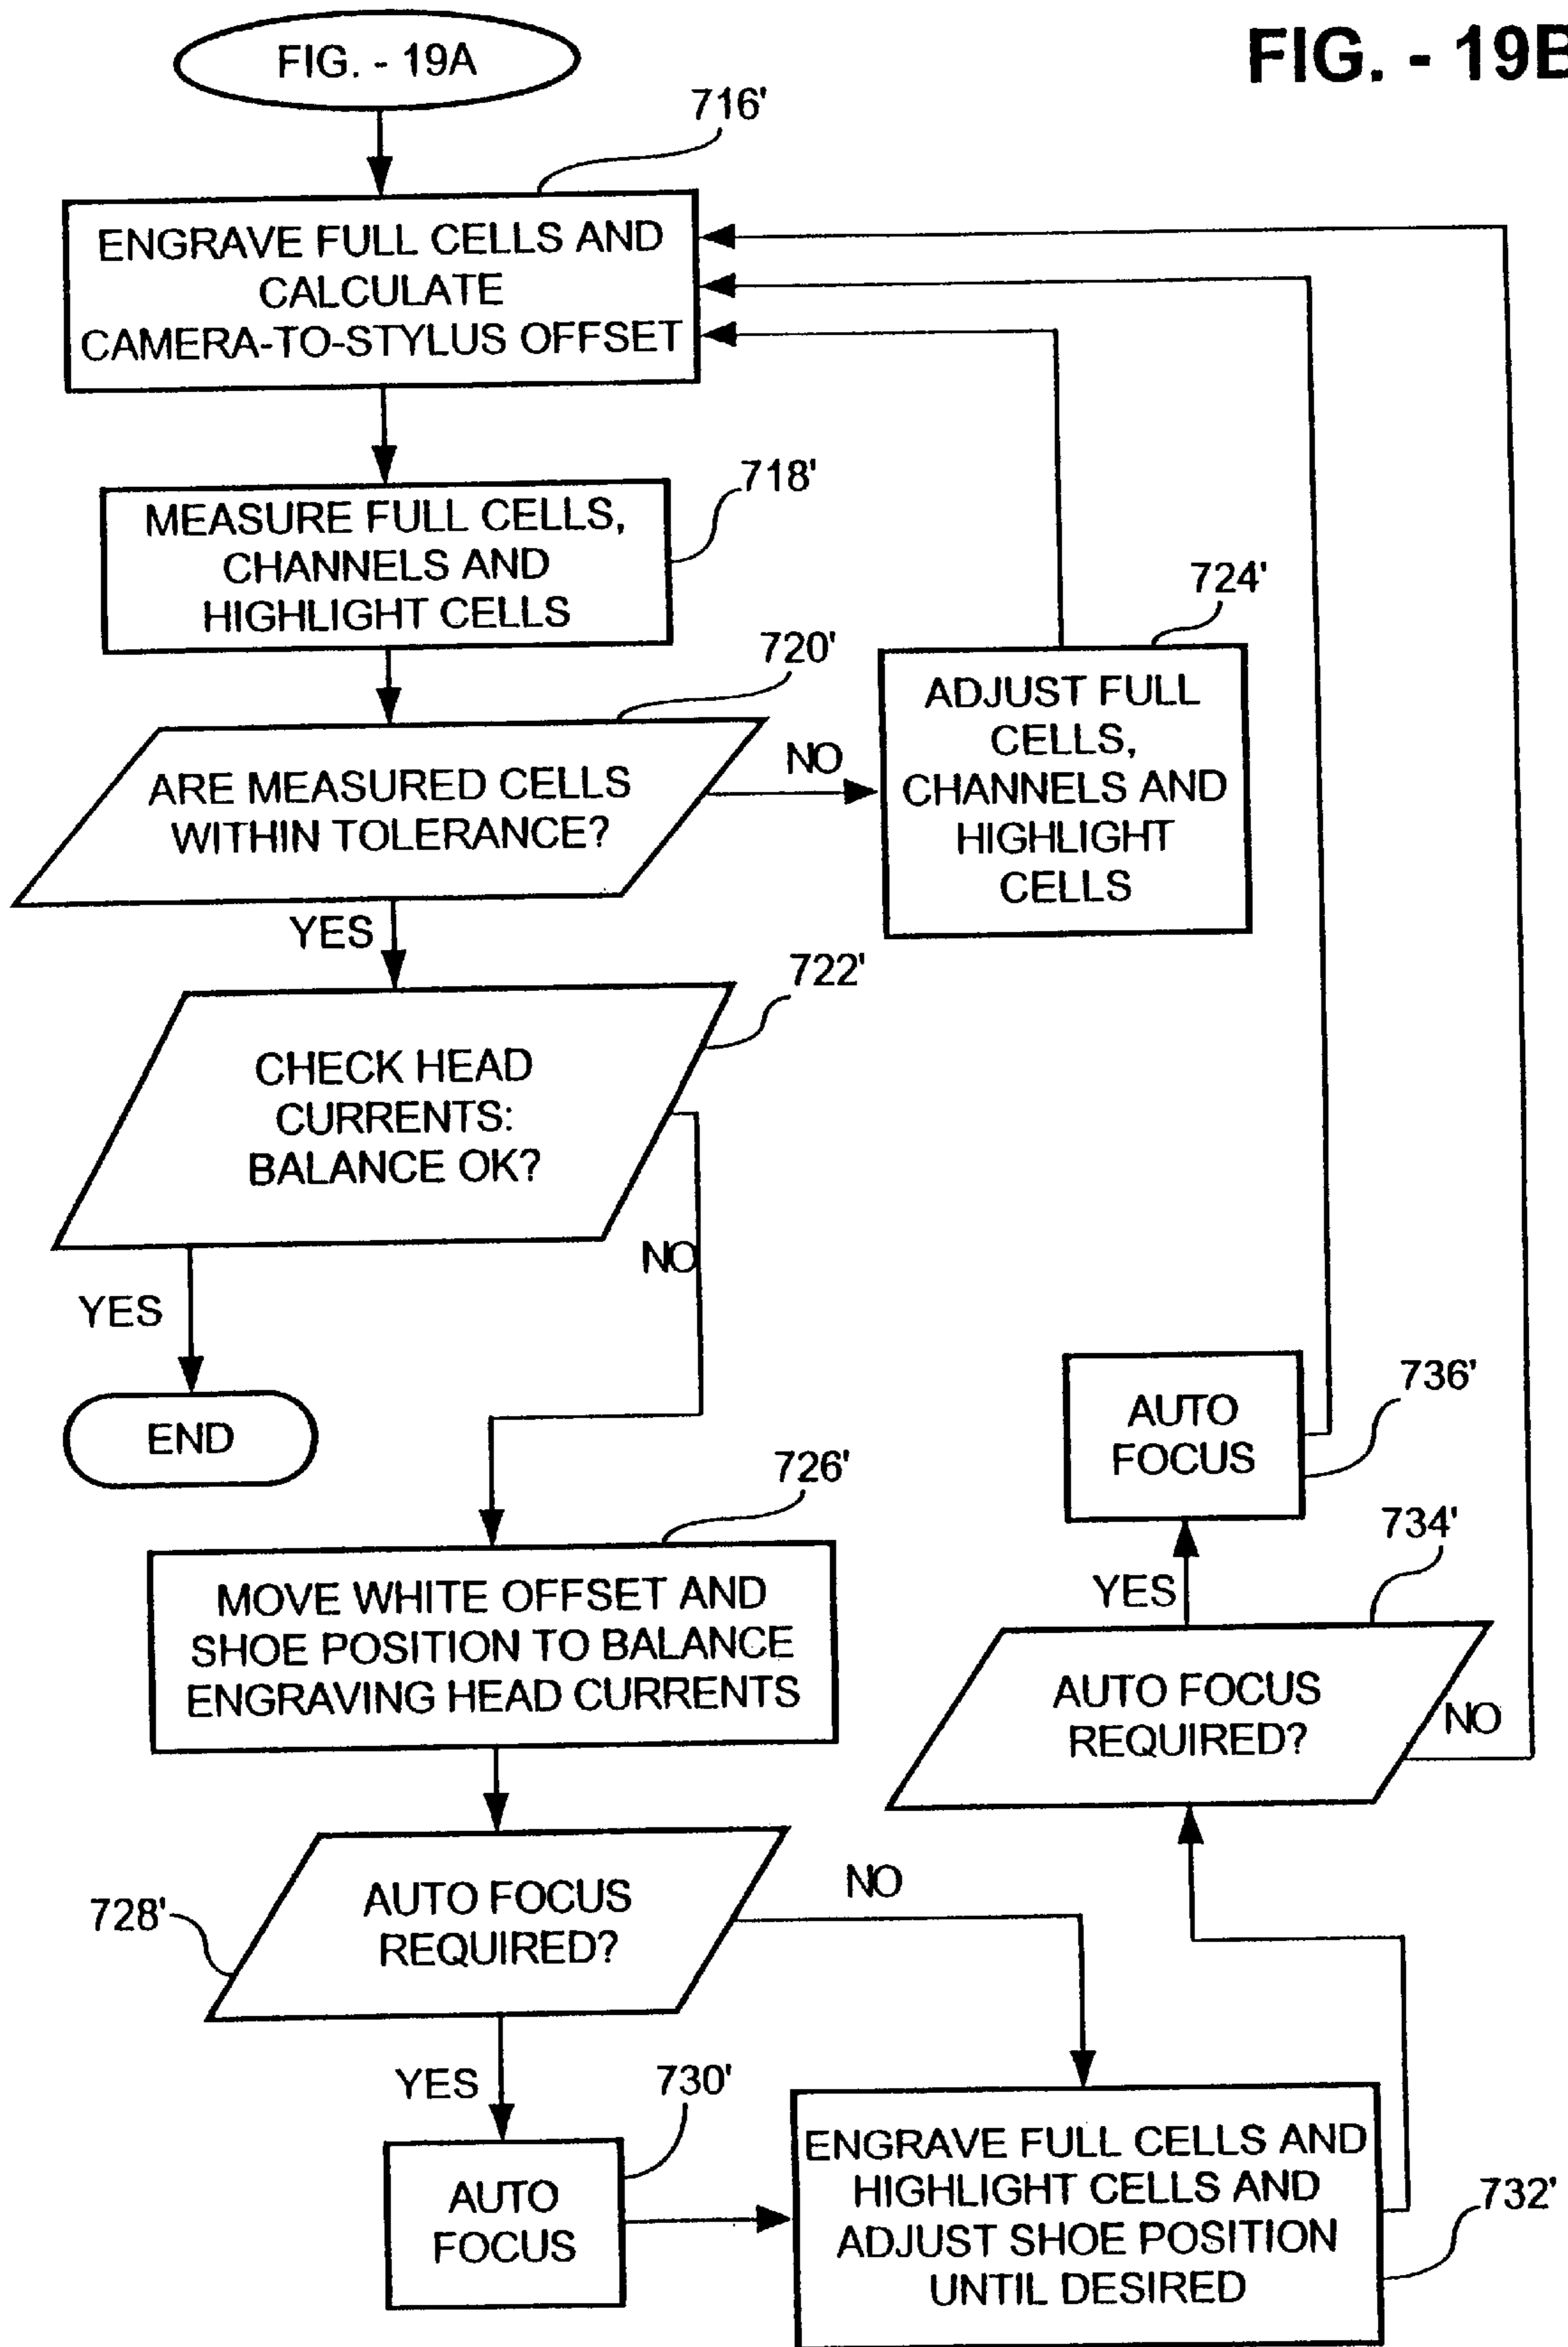 FIG. - 19B
FIG. - 19A
716'
ENGRAVE FULL CELLS AND
CALCULATE
CAMERA-TO-STYLUS OFFSET
718'
MEASURE FULL CELLS,
CHANNELS AND
HIGHLIGHT CELLS
720'
ARE MEASURED CELLS
WITHIN TOLERANCE?
NO
724'
ADJUST FULL
CELLS,
CHANNELS AND
HIGHLIGHT
CELLS
YES
722'
CHECK HEAD
CURRENTS:
BALANCE OK?
NO
YES
END
726'
MOVE WHITE OFFSET AND
SHOE POSITION TO BALANCE
ENGRAVING HEAD CURRENTS
728'
AUTO FOCUS
REQUIRED?
NO
YES
730'
AUTO
FOCUS
732'
ENGRAVE FULL CELLS AND
HIGHLIGHT CELLS AND
ADJUST SHOE POSITION
UNTIL DESIRED
734'
AUTO FOCUS
REQUIRED?
NO
YES
736'
AUTO
FOCUS